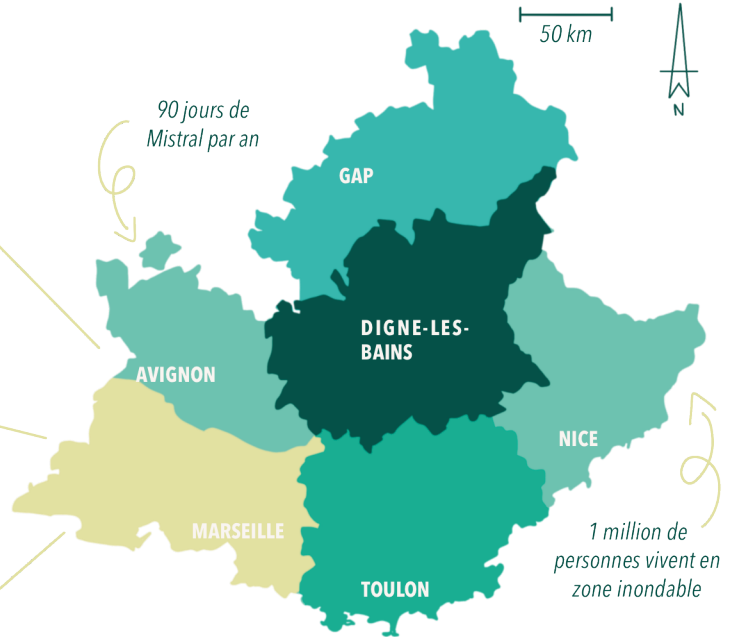 50 km
N
90 jours de
Mistral par an
GAP
DIGNE-LES-
BAINS
AVIGNON
NICE
MARSEILLE
1 million de
personnes vivent en
zone inondable
TOULON